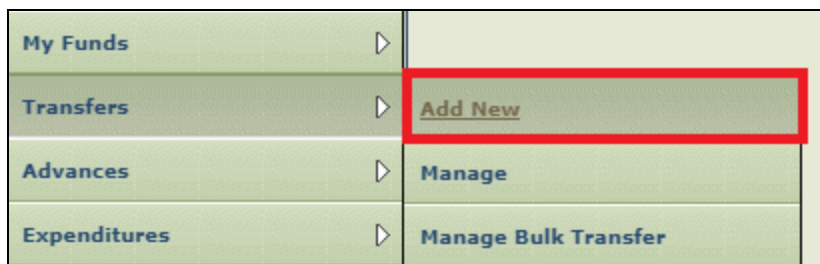 My Funds
Transfers
Add New
Advances
Manage
Expenditures
Manage Bulk Transfer